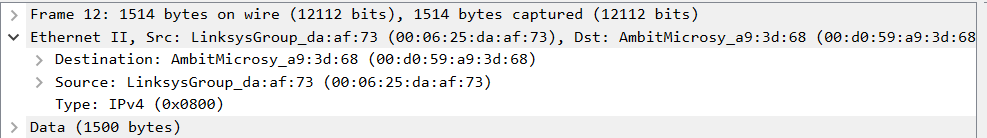 Frame 12: 1514 bytes on wire (12112 bits), 1514 bytes captured (12112 bits)
Ethernet II, Src: LinksysGroup_da:af:73 (00:06:25:da:af:73), Dst: AmbitMicrosy_a9:3d:68 (00:d0:59:a9:3d:68
Destination: AmbitMicrosy_a9:3d:68 (00:d0:59:a9:3d:68)
Source: LinksysGroup_da:af:73 (00:06:25:da:af:73)
Type: IPv4 (0x0800)
Data (1500 bytes)